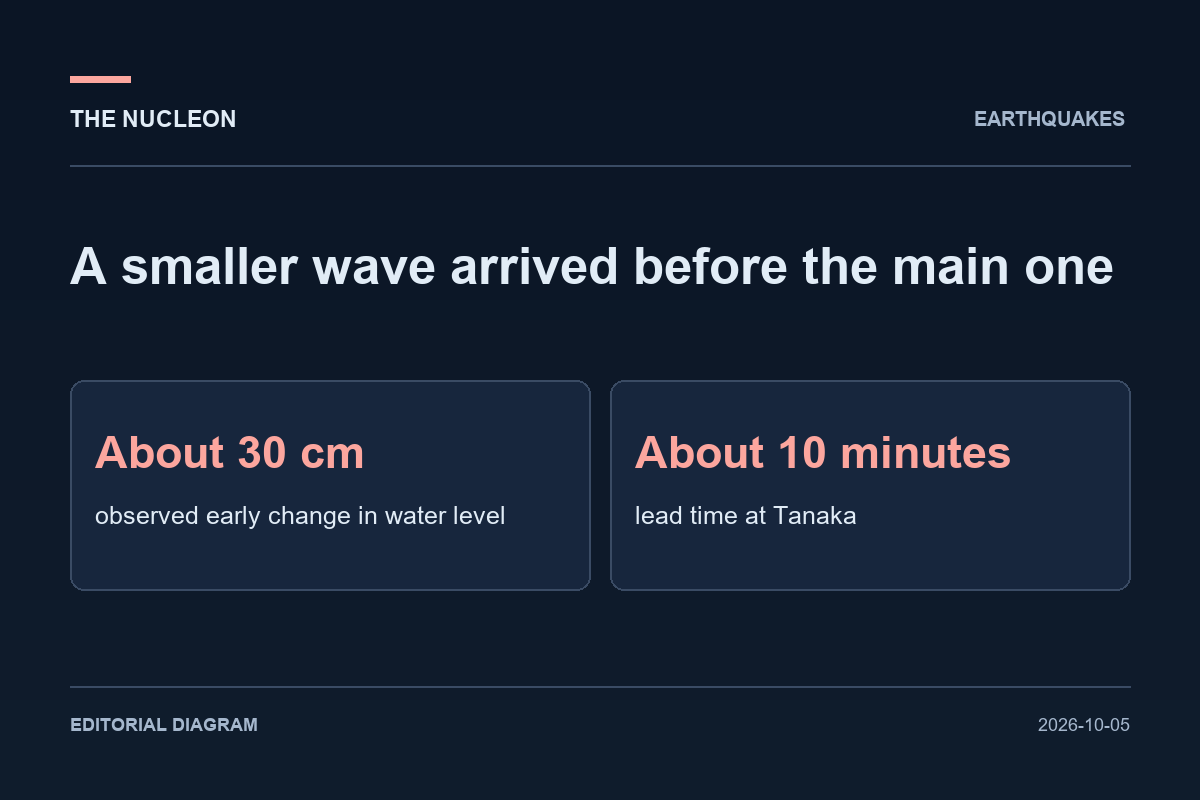 THE NUCLEON
EARTHQUAKES
A smaller wave arrived before the main one
About 30 cm
observed early change in water level
About 10 minutes
lead time at Tanaka
EDITORIAL DIAGRAM
2026-10-05